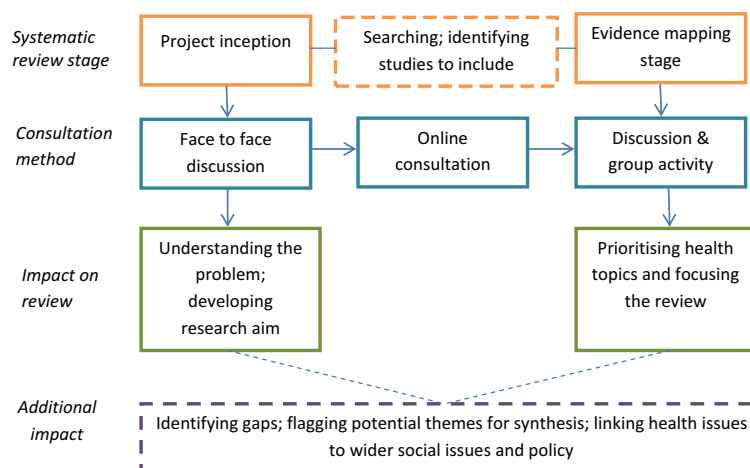 Systematic
review stage
Project inception
Searching; identifying
studies to include
Evidence mapping
stage
Consultation
method
Face to face
discussion
Online
consultation
Discussion &
group activity
Impact on
review
Understanding the
problem;
developing
research aim
Prioritising health
topics and focusing
the review
Additional
impact
Identifying gaps; flagging potential themes for synthesis; linking health issues
to wider social issues and policy